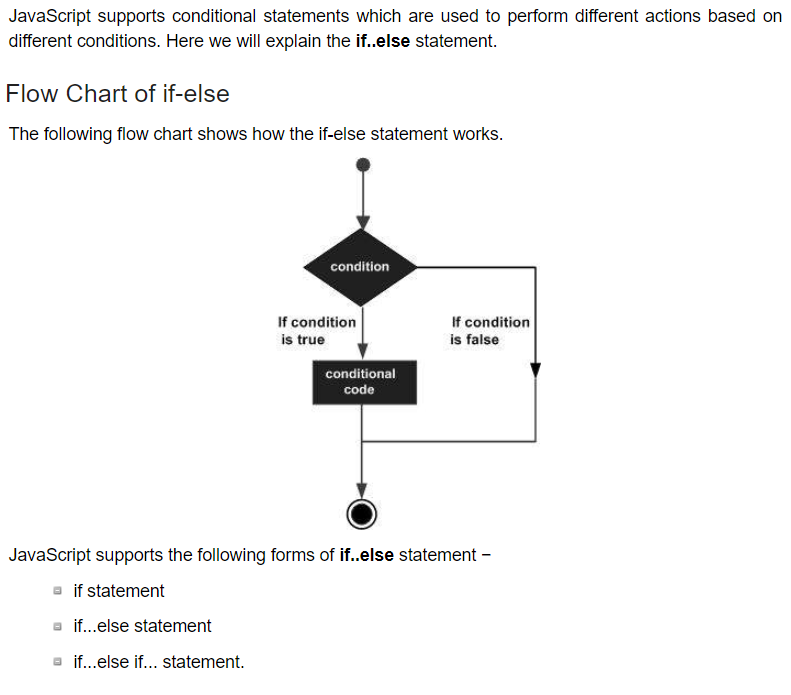 JavaScript supports conditional statements which are used to perform different actions based on
different conditions. Here we will explain the if..else statement.
Flow Chart of if-else
The following flow chart shows how the if-else statement works.
condition
If condition
is true
If condition
is false
conditional
code
JavaScript supports the following forms of if..else statement −
if statement
if...else statement
if...else if... statement.